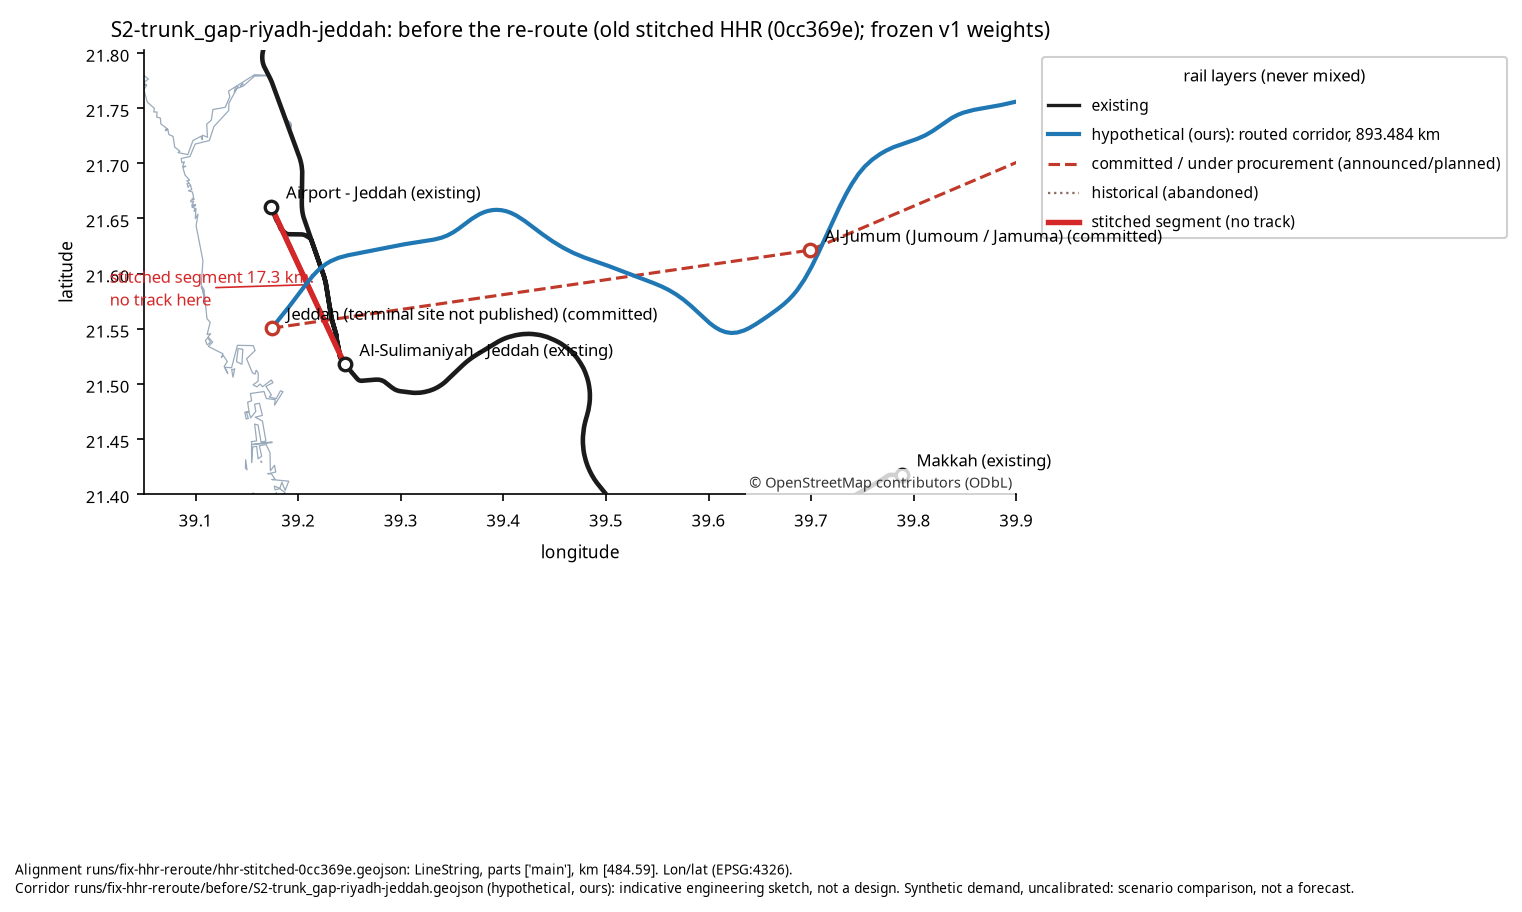 S2-trunk_gap-riyadh-jeddah: before the re-route (old stitched HHR (0cc369e); frozen v1 weights)
rail layers (never mixed)
existing
hypothetical (ours): routed corridor, 893.484 km
committed / under procurement (announced/planned)
historical (abandoned)
stitched segment (no track)
21.80
21.75
21.70
21.65
21.60
21.55
21.50
21.45
21.40
latitude
Airport - Jeddah (existing)
Al-Jumum (Jumoum / Jamuma) (committed)
stitched segment 17.3 km
no track here
Jeddah (terminal site not published) (committed)
Al-Sulimaniyah - Jeddah (existing)
Makkah (existing)
© OpenStreetMap contributors (ODbL)
39.1 39.2 39.3 39.4 39.5 39.6 39.7 39.8 39.9
longitude
Alignment runs/fix-hhr-reroute/hhr-stitched-0cc369e.geojson: LineString, parts ['main'], km [484.59]. Lon/lat (EPSG:4326).
Corridor runs/fix-hhr-reroute/before/S2-trunk_gap-riyadh-jeddah.geojson (hypothetical, ours): indicative engineering sketch, not a design. Synthetic demand, uncalibrated: scenario comparison, not a forecast.